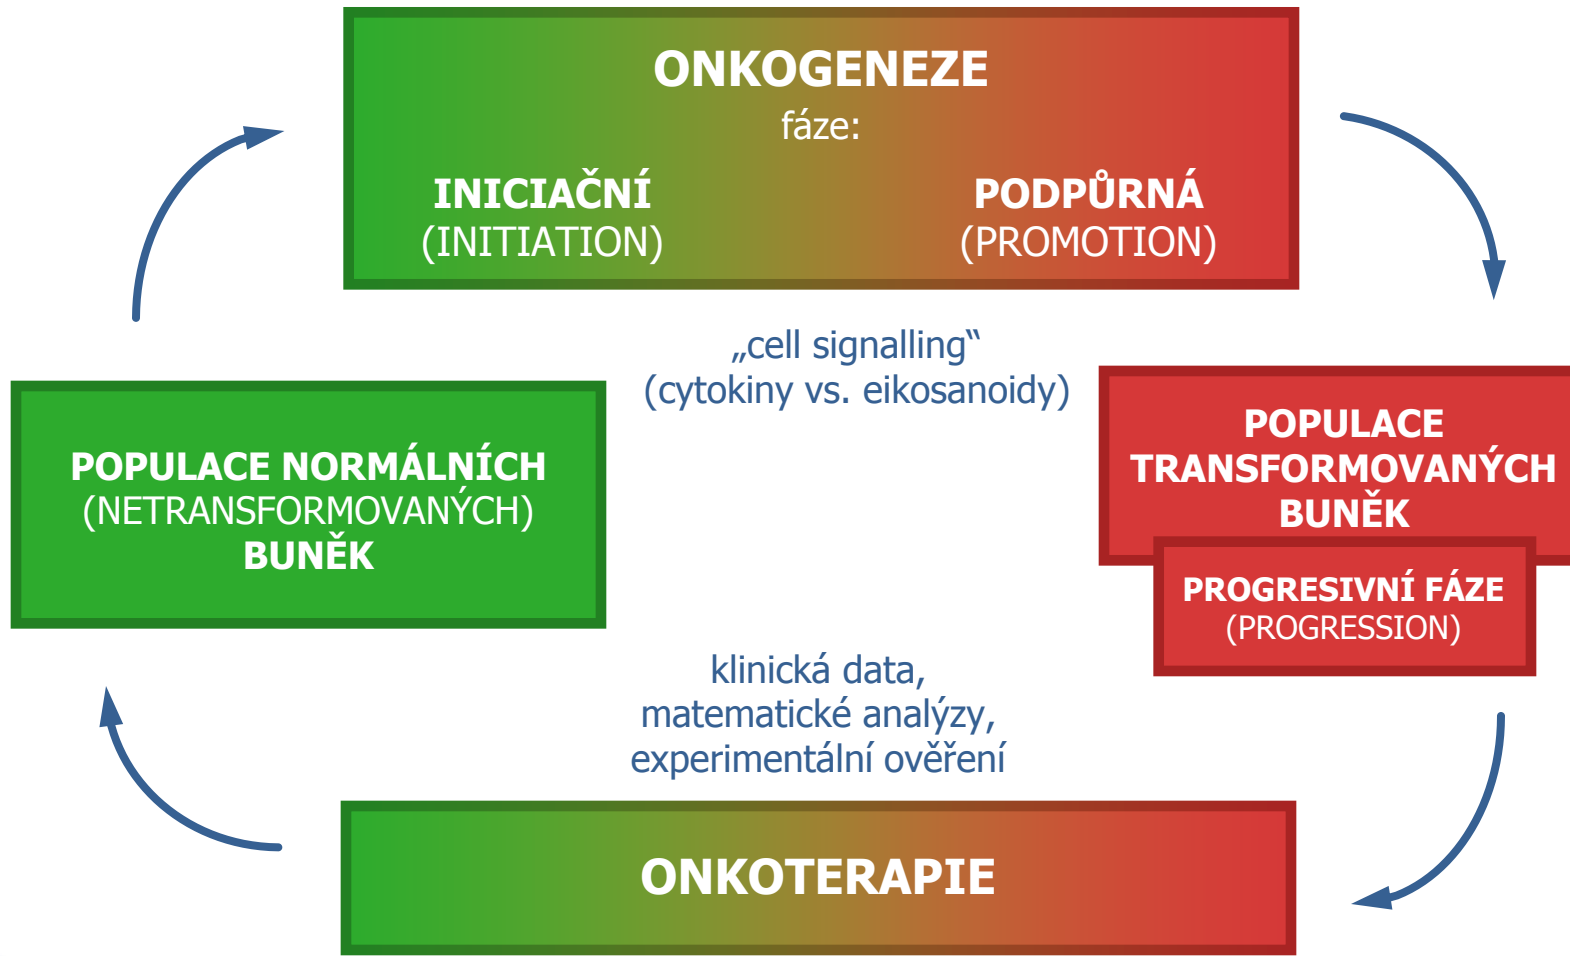 ONKOGENEZE
fáze:
INICIAČNÍ
(INITIATION)
PODPŮRNÁ
(PROMOTION)
„cell signalling“
(cytokiny vs. eikosanoidy)
POPULACE NORMÁLNÍCH
(NETRANSFORMOVANÝCH)
BUNĚK
POPULACE
TRANSFORMOVANÝCH
BUNĚK
PROGRESIVNÍ FÁZE
(PROGRESSION)
klinická data,
matematické analýzy,
experimentální ověření
ONKOTERAPIE